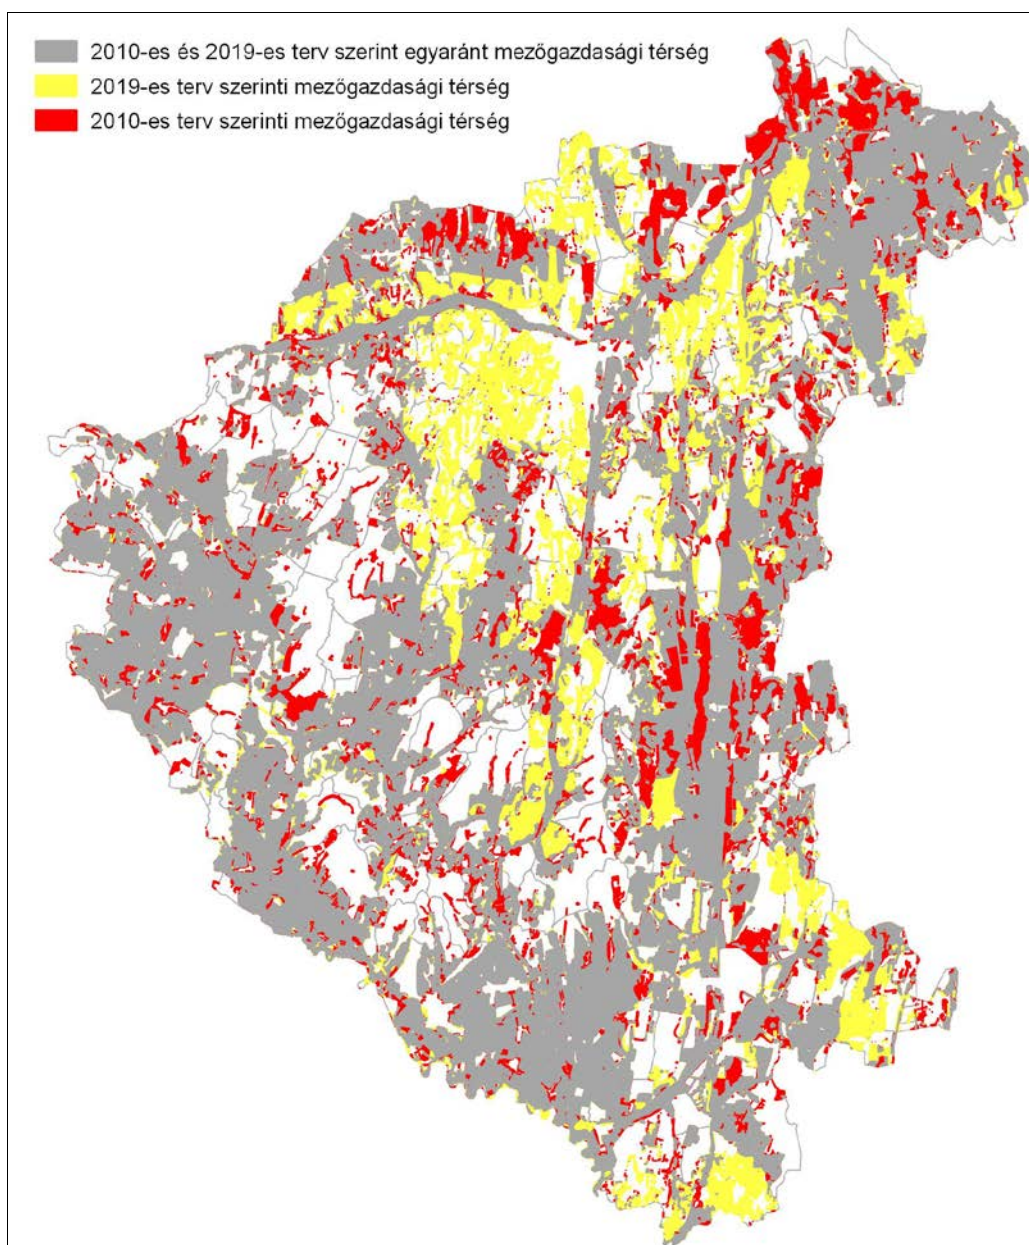 2010-es és 2019-es terv szerint egyaránt mezőgazdasági térség
2019-es terv szerinti mezőgazdasági térség
2010-es terv szerinti mezőgazdasági térség